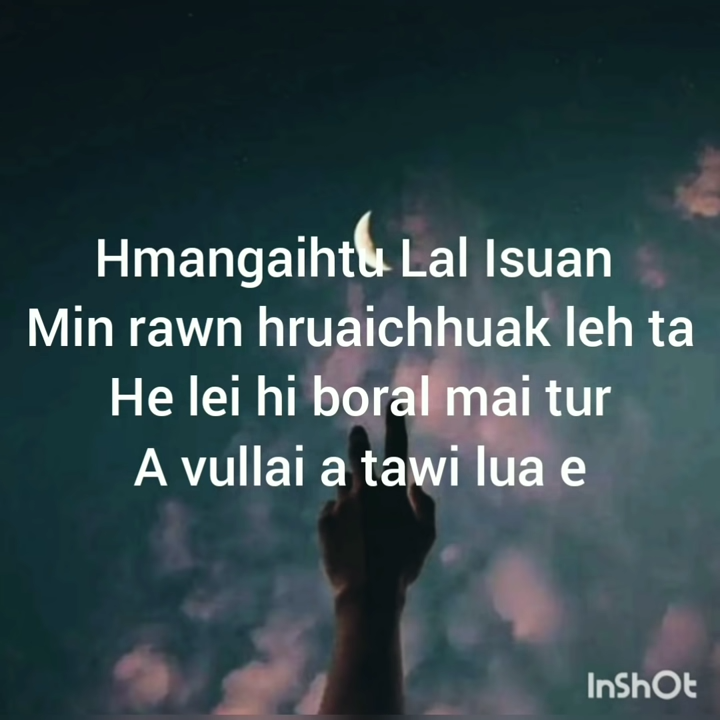 Hmangaihtu Lal Isuan
Min rawn hruaichhuak leh ta
He lei hi boral mai tur
A vullai a tawi lua e
InShOt